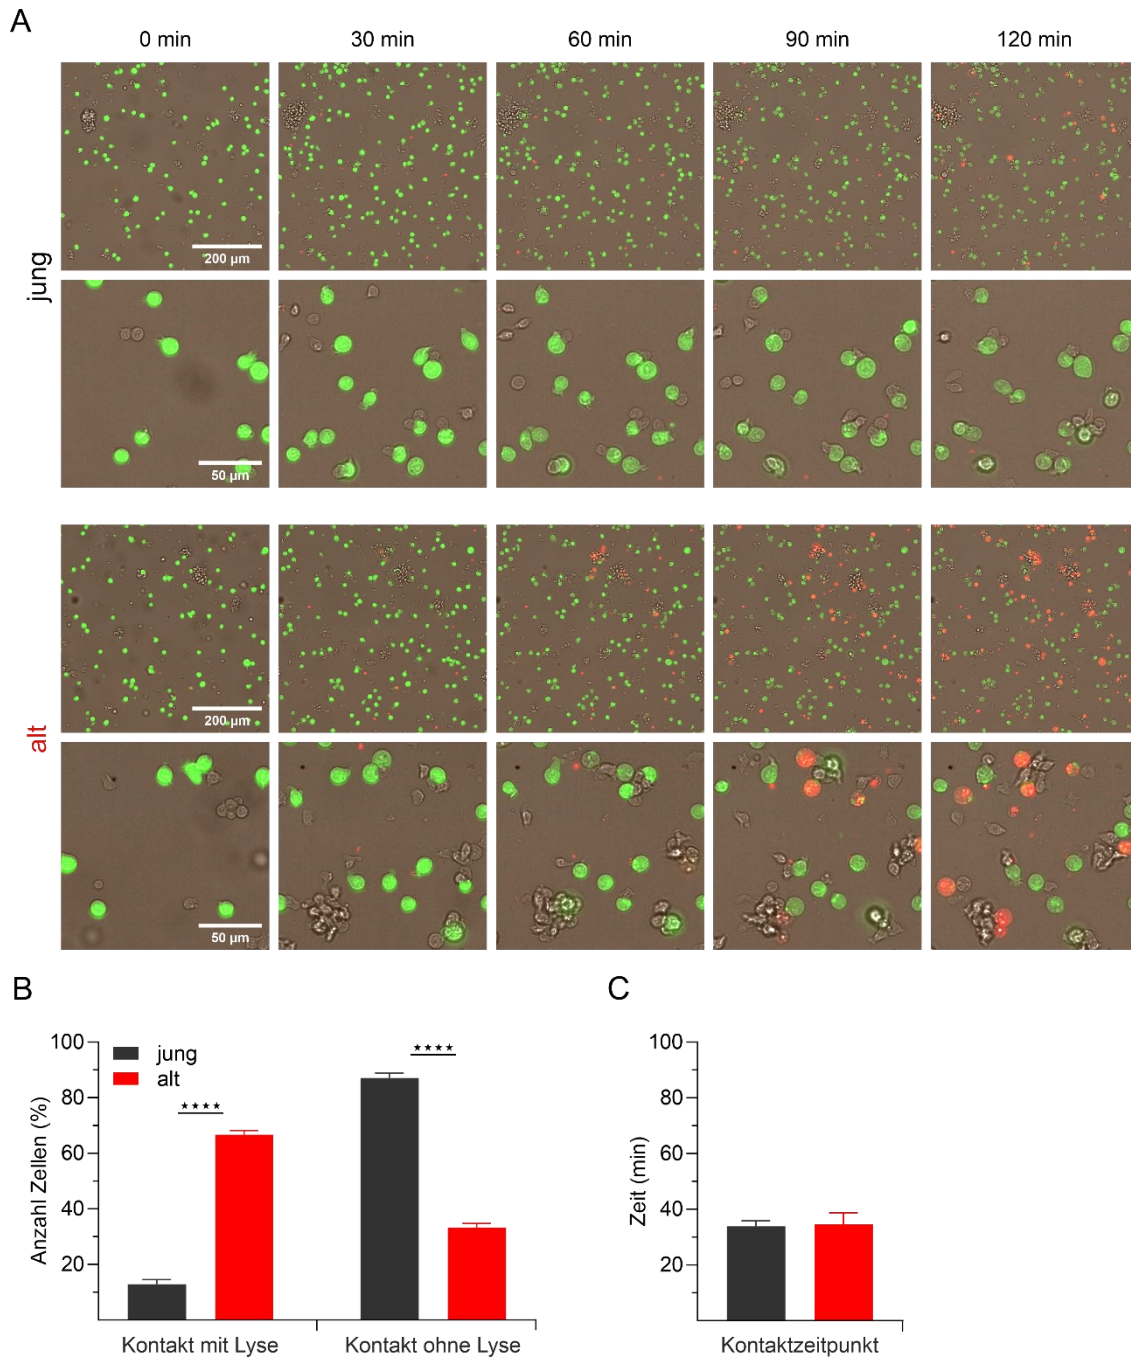 A
0 min 30 min 60 min 90 min 120 min
jung
200 µm
50 µm
alt
200 µm
50 µm
B
Anzahl Zellen (%)
100
80
60
40
20
jung
alt
★★★★
★★★★
Kontakt mit Lyse Kontakt ohne Lyse
C
Zeit (min)
100
80
60
40
20
Kontaktzeitpunkt